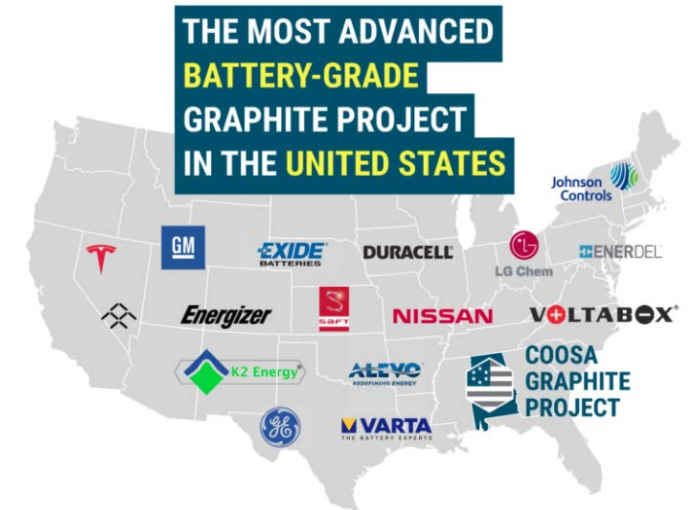 THE MOST ADVANCED
BATTERY-GRADE
GRAPHITE PROJECT
IN THE UNITED STATES
Johnson
Controls
GM
EXIDE
BATTERIES
DURACELL
LG Chem
ENERDEL
Energizer
SAFT
NISSAN
VOLTABOX
K2 Energy
ALEVO
REDEFINING ENERGY
COOSA
GRAPHITE
PROJECT
GE
VARTA
THE BATTERY EXPERTS